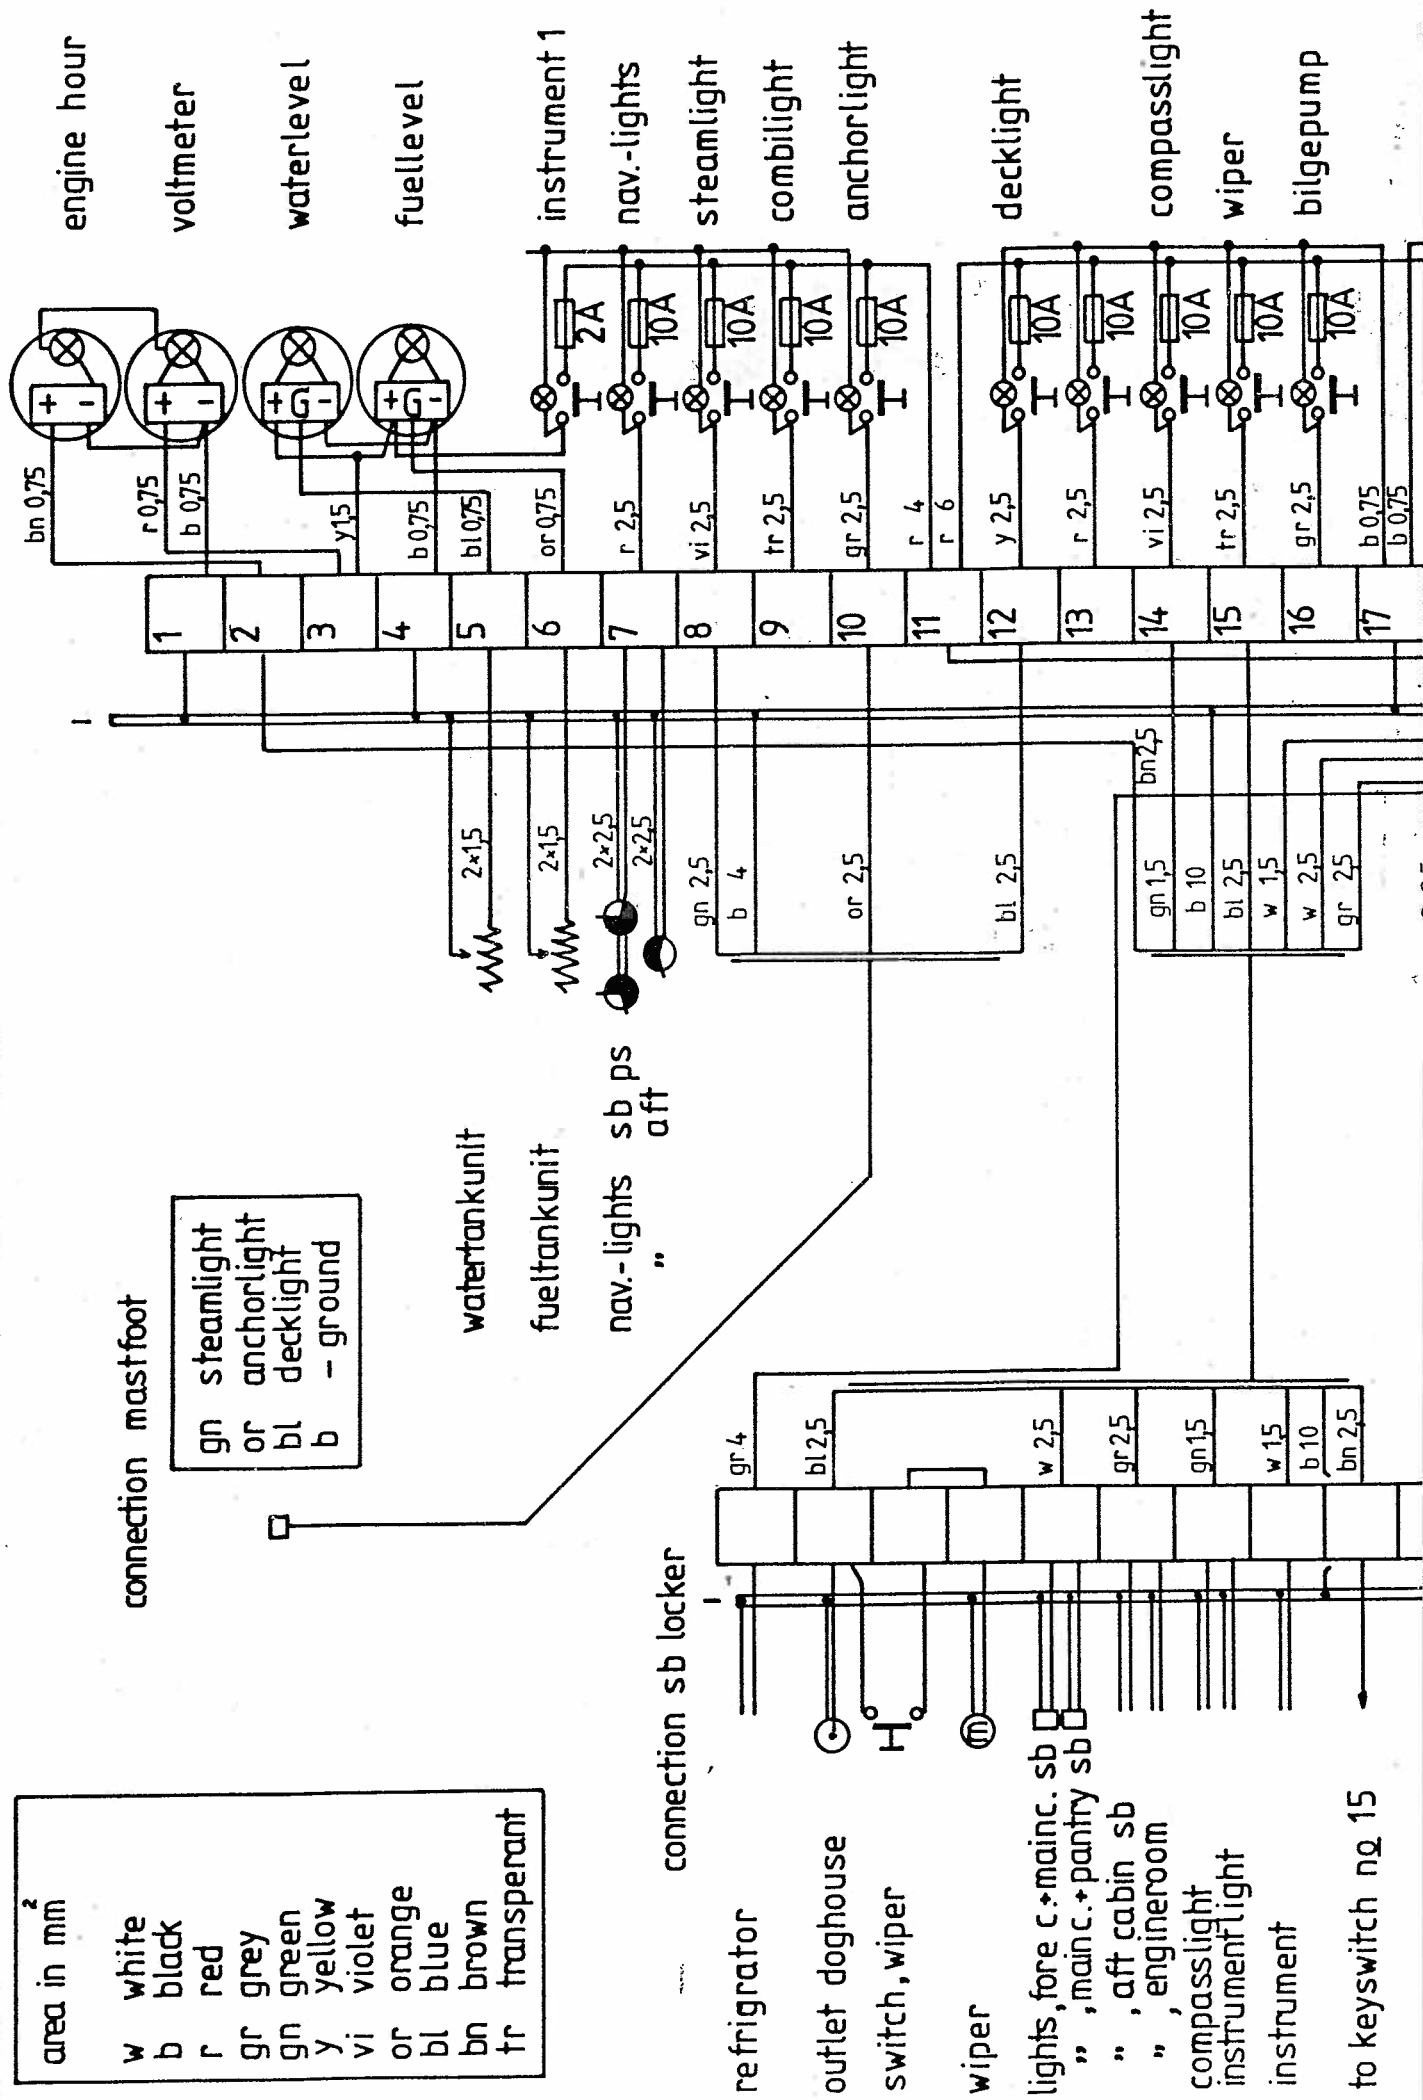 area in mm²
w white
b black
r red
gr grey
gn green
y yellow
vi violet
or orange
bl blue
bn brown
tr transperant
connection mastfoot
gn steamlight
or anchorlight
bl decklight
b - ground
watertankunit
fueltankunit
nav.-lights sb ps
" aft
connection sb locker
refrigrator
outlet doghouse
switch, wiper
wiper
lights, fore c.+mainc. sb
" , main c.+pantry sb
" , aft cabin sb
" , engineroom
compasslight
instrumentlight
instrument
to keyswitch no 15
gr 4
bl 2,5
w 2,5
gr 2,5
gn 1,5
w 1,5
b 10
bn 2,5
m
-
-
2×1,5
2×1,5
2×2,5
2×2,5
gn 2,5
b 4
or 2,5
bl 2,5
bn 2,5
gn 1,5
b 10
bl 2,5
w 1,5
w 2,5
gr 2,5
1
2
3
4
5
6
7
8
9
10
11
12
13
14
15
16
17
bn 0,75
r 0,75
b 0,75
y 1,5
b 0,75
bl 0,75
or 0,75
r 2,5
vi 2,5
tr 2,5
gr 2,5
r 4
r 6
y 2,5
r 2,5
vi 2,5
tr 2,5
gr 2,5
b 0,75
b 0,75
+ -
+ -
+ G -
+ G -
2A
10A
10A
10A
10A
10A
10A
10A
10A
10A
engine hour
voltmeter
waterlevel
fuellevel
instrument 1
nav.-lights
steamlight
combilight
anchorlight
decklight
compasslight
wiper
bilgepump